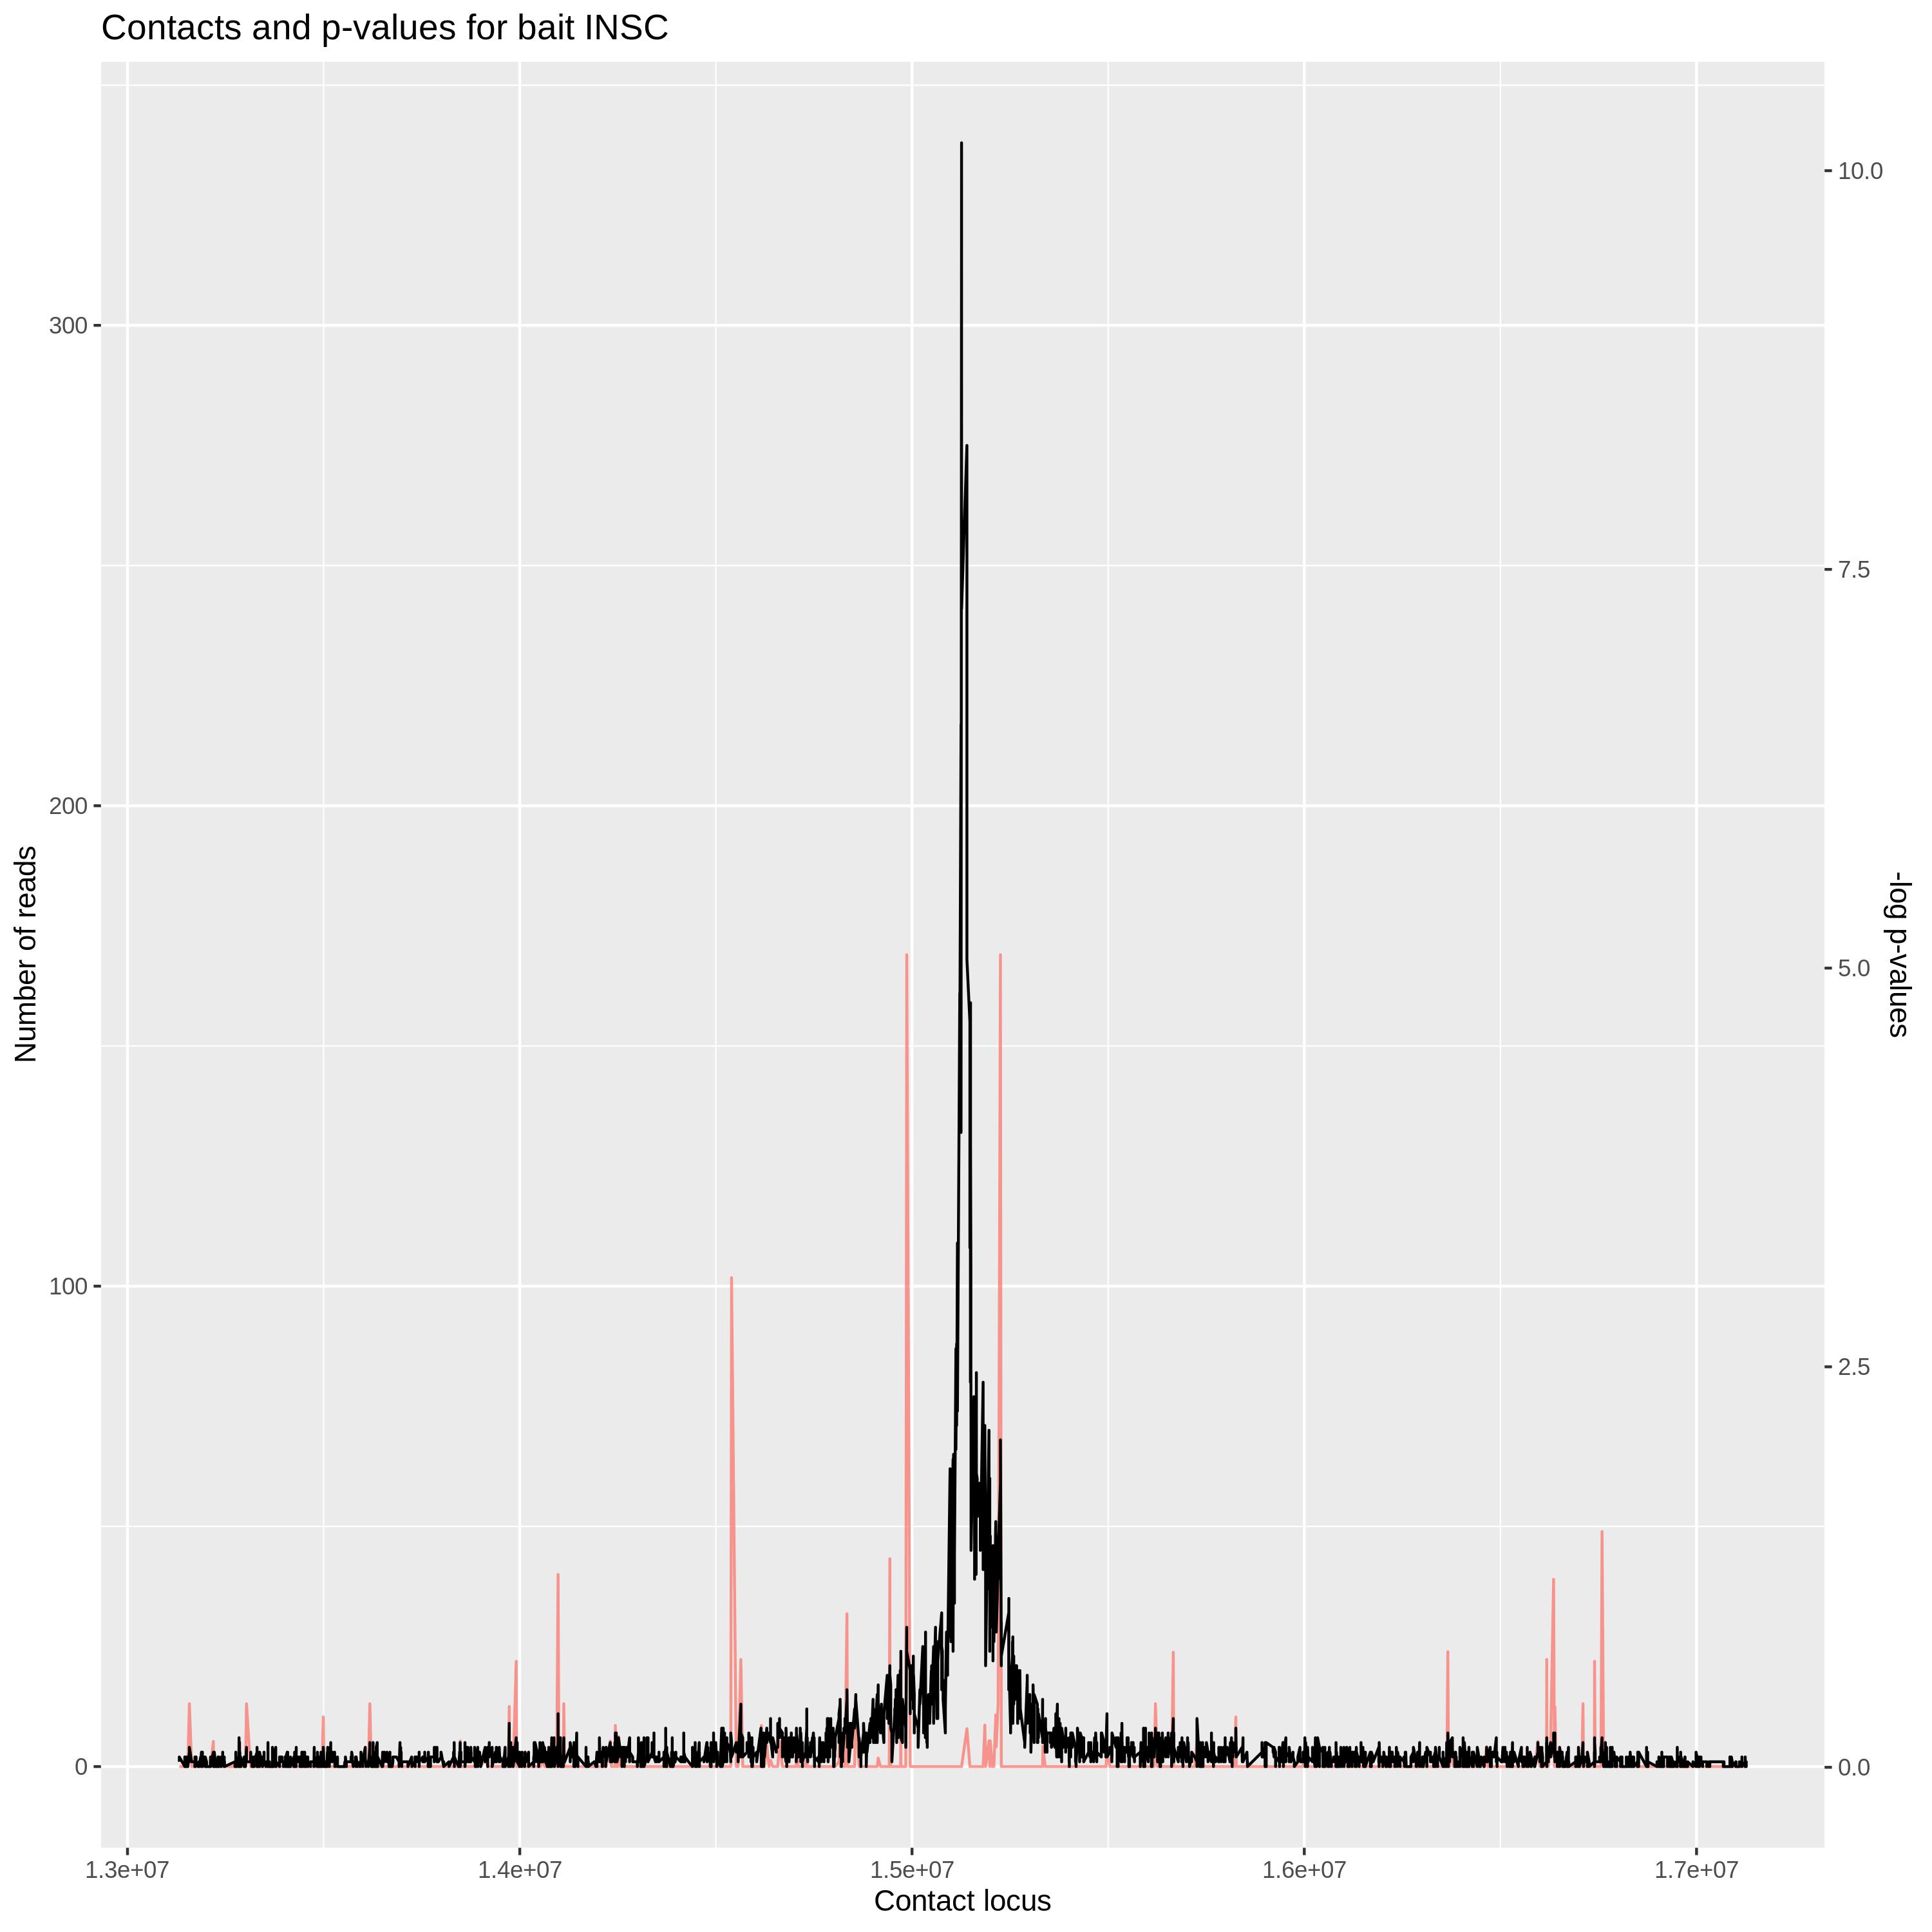 Contacts and p-values for bait INSC
Number of reads
300
200
100
0
10.0
7.5
5.0
2.5
0.0
-log p-values
1.3e+07
1.4e+07
1.5e+07
1.6e+07
1.7e+07
Contact locus